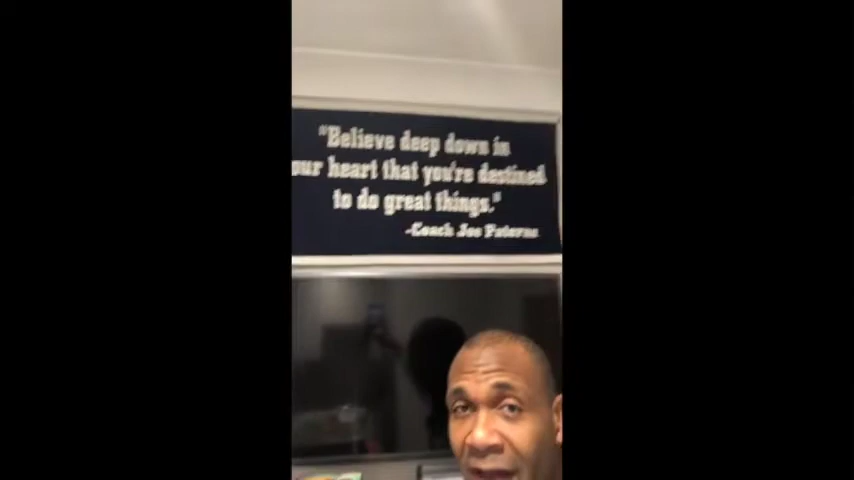 "Believe deep down in
our heart that you're destined
to do great things."
-Coach Joe Paterno